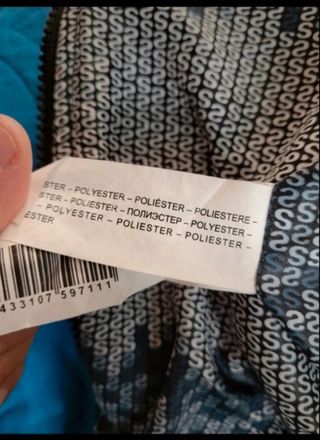 STER – POLYESTER – POLIÉSTER – POLIESTERE –
STER – POLIESTER – ПОЛИЭСТЕР – POLYESTER –
– POLYESTER – POLIESTER – POLIESTER –
ESTER
433107 597111